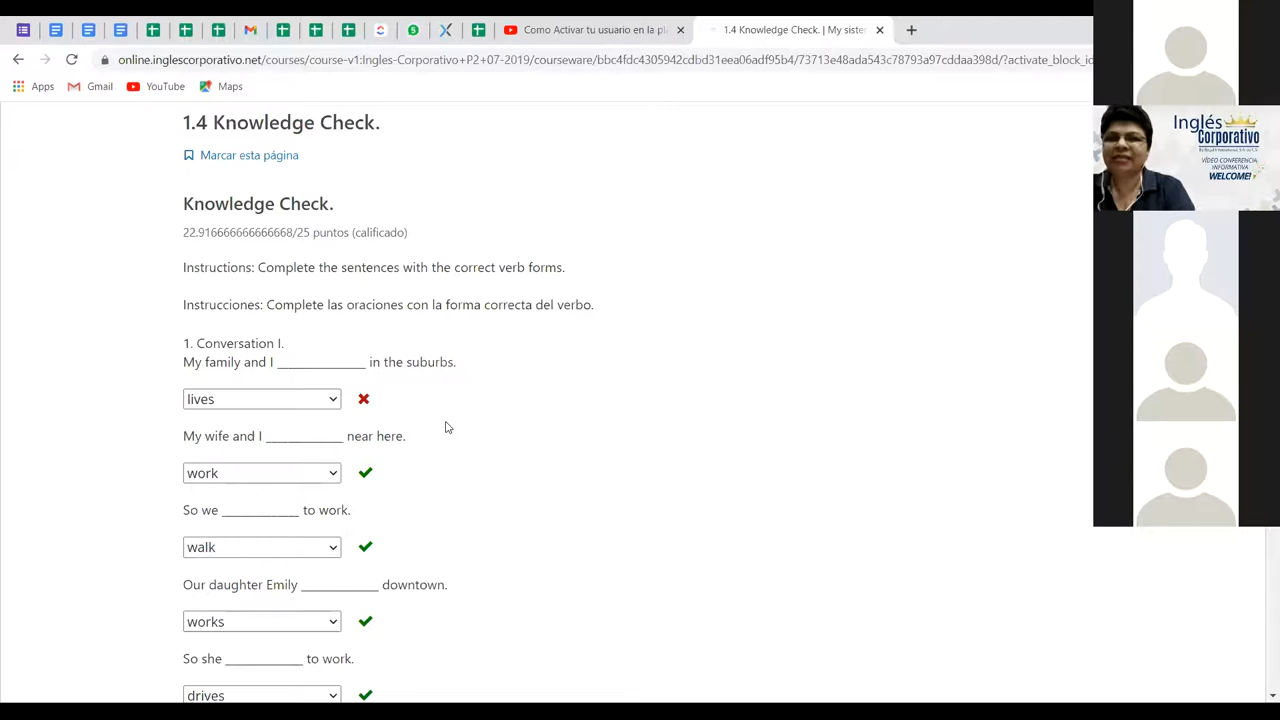 Como Activar tu usuario en la pla
1.4 Knowledge Check. | My siste
online.inglescorporativo.net/courses/course-v1:Ingles-Corporativo+P2+07-2019/courseware/bbc4fdc4305942cdbd31eea06adf95b4/73713e48ada543c78793a97cddaa398d/?activate_block_id
Apps
Gmail
YouTube
Maps
1.4 Knowledge Check.
Marcar esta página
Knowledge Check.
22.916666666666668/25 puntos (calificado)
Instructions: Complete the sentences with the correct verb forms.
Instrucciones: Complete las oraciones con la forma correcta del verbo.
1. Conversation I.
My family and I ______________ in the suburbs.
lives
My wife and I ____________ near here.
work
So we ____________ to work.
walk
Our daughter Emily ____________ downtown.
works
So she ____________ to work.
drives
Inglés
Corporativo
VIDEO CONFERENCIA
INFORMATIVA
WELCOME!